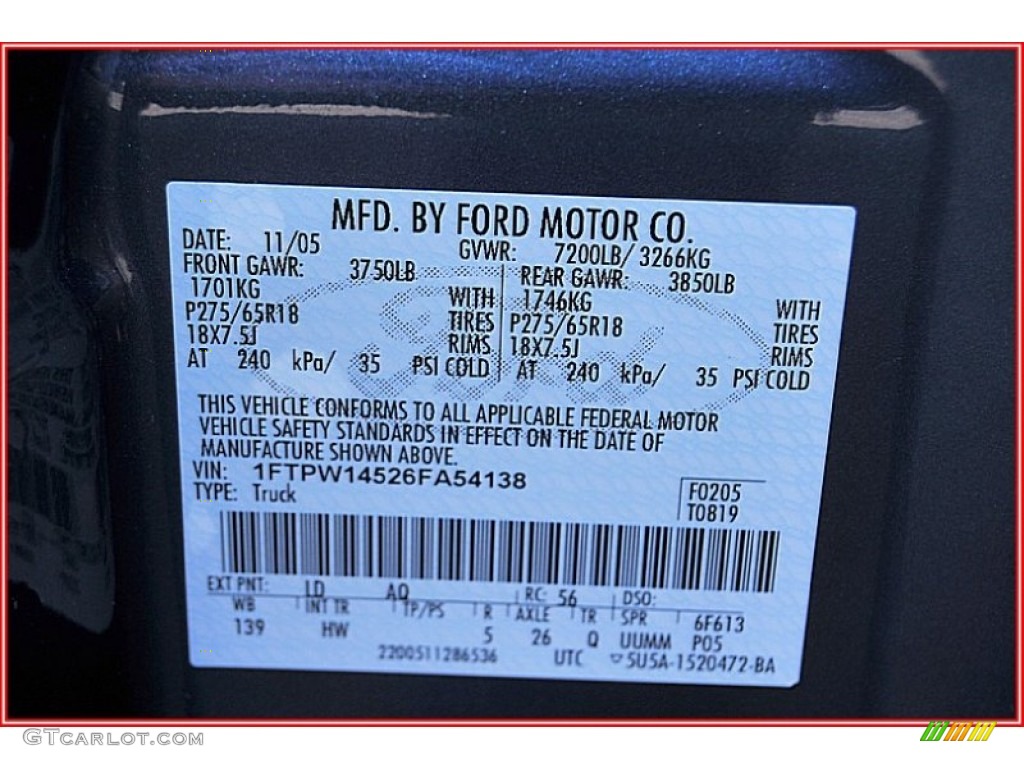 MFD. BY FORD MOTOR CO.
DATE: 11/05 GVWR: 7200LB/ 3266KG
FRONT GAWR: 3750LB REAR GAWR: 3850LB
1701KG WITH 1746KG WITH
P275/65R18 TIRES P275/65R18 TIRES
18X7.5J RIMS 18X7.5J RIMS
AT 240 kPa/ 35 PSI COLD AT 240 kPa/ 35 PSI COLD
THIS VEHICLE CONFORMS TO ALL APPLICABLE FEDERAL MOTOR
VEHICLE SAFETY STANDARDS IN EFFECT ON THE DATE OF
MANUFACTURE SHOWN ABOVE.
VIN: 1FTPW14526FA54138
TYPE: Truck
F0205
T0819
EXT PNT: LD AQ RC: 56 DSO:
WB INT TR TP/PS R AXLE TR SPR 6F613
139 HW 5 26 Q UUMM P05
2200511286536 UTC 5U5A-1520472-BA
GTCarLot.com